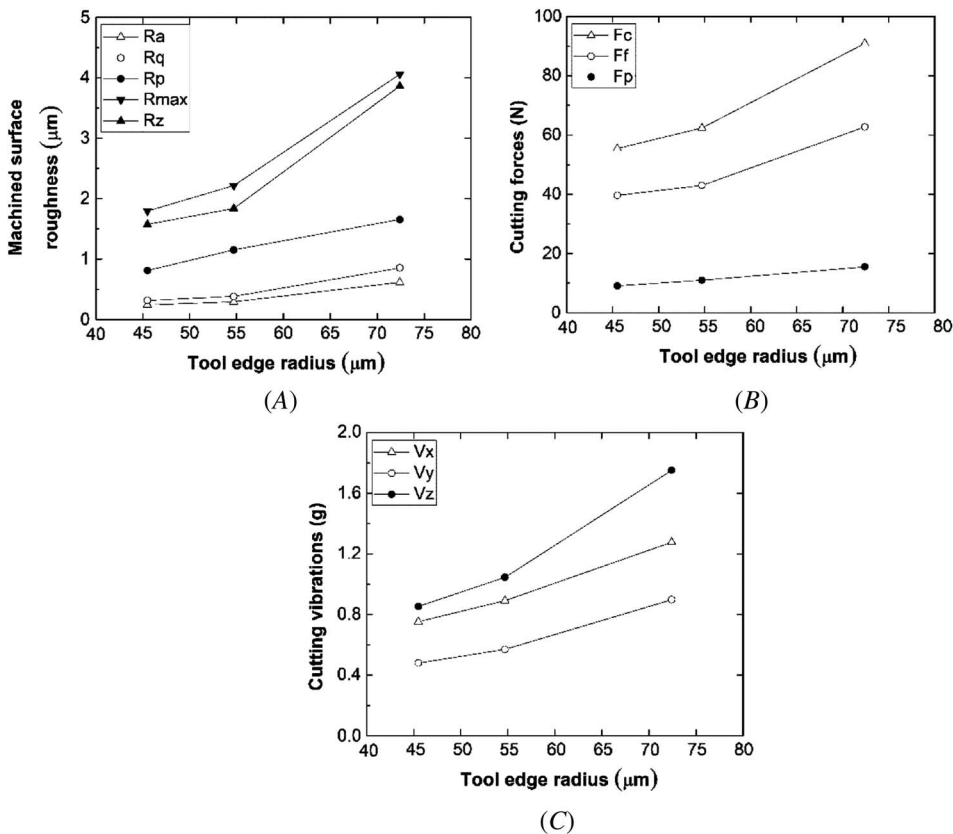 5
4
3
2
1
0
40 45 50 55 60 65 70 75 80
Ra
Rq
Rp
Rmax
Rz
Machined surface
roughness (μm)
Tool edge radius (μm)
(A)
100
80
60
40
20
0
40 45 50 55 60 65 70 75 80
Fc
Ff
Fp
Cutting forces (N)
Tool edge radius (μm)
(B)
2.0
1.6
1.2
0.8
0.4
0.0
40 45 50 55 60 65 70 75 80
Vx
Vy
Vz
Cutting vibrations (g)
Tool edge radius (μm)
(C)